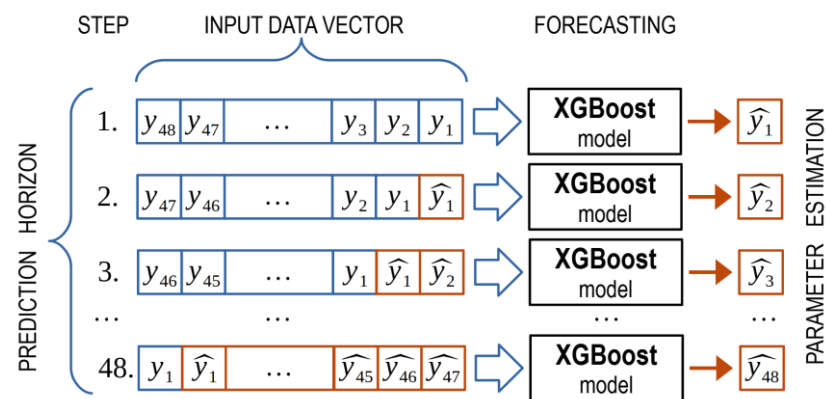 STEP INPUT DATA VECTOR FORECASTING
PREDICTION HORIZON
1. y₄₈ y₄₇ … y₃ y₂ y₁ XGBoost model ŷ₁
2. y₄₇ y₄₆ … y₂ y₁ ŷ₁ XGBoost model ŷ₂
3. y₄₆ y₄₅ … y₁ ŷ₁ ŷ₂ XGBoost model ŷ₃
… … … …
48. y₁ ŷ₁ … ŷ₄₅ ŷ₄₆ ŷ₄₇ XGBoost model ŷ₄₈
PARAMETER ESTIMATION